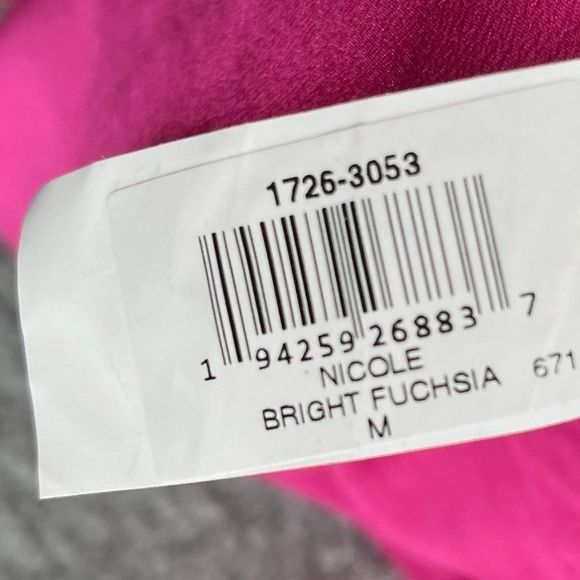 1726-3053
1 94259 26883 7
NICOLE
BRIGHT FUCHSIA 671
M